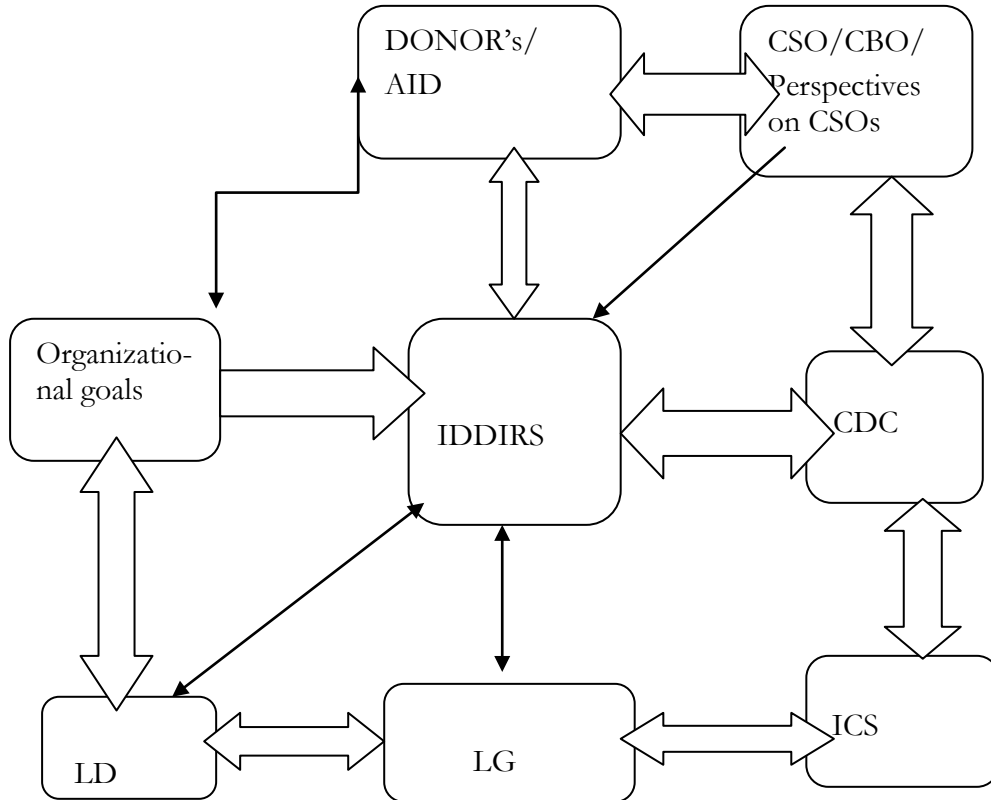 DONOR's/
AID
CSO/CBO/
Perspectives
on CSOs
Organizatio-
nal goals
IDDIRS
CDC
LD
LG
ICS